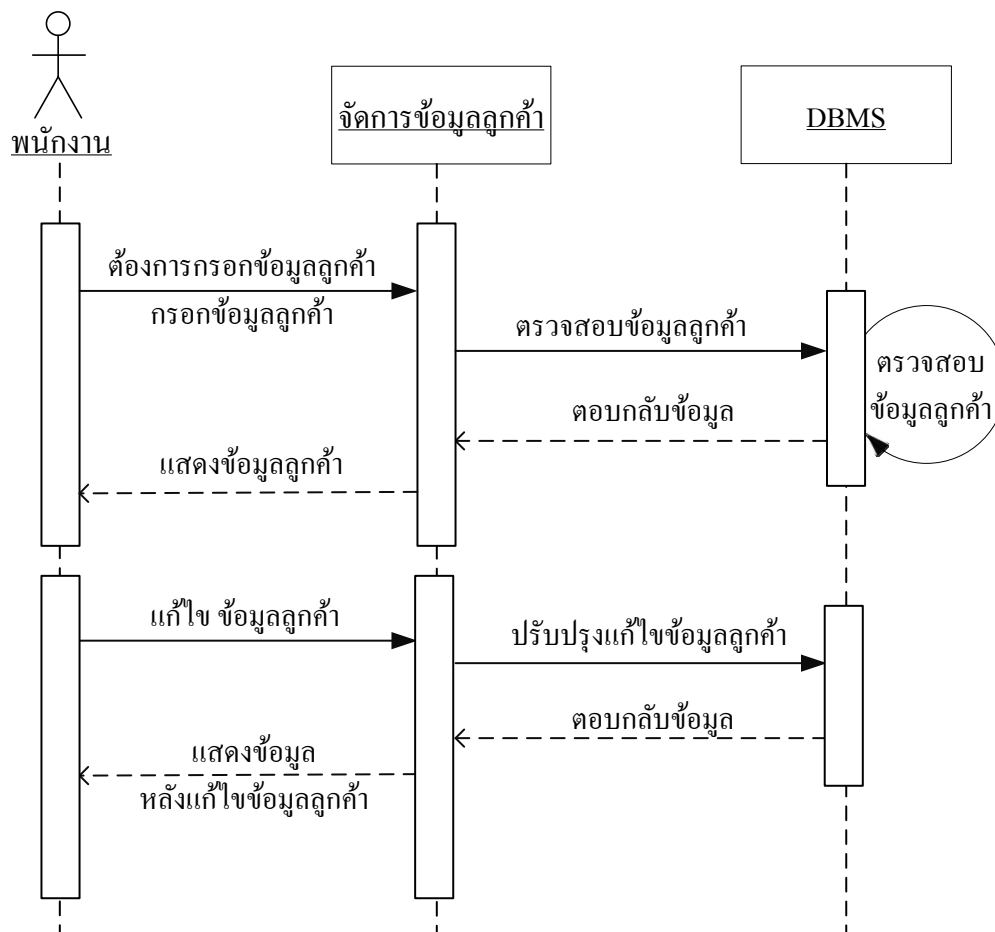 พนักงาน
จัดการข้อมูลลูกค้า
DBMS
ต้องการกรอกข้อมูลลูกค้า
กรอกข้อมูลลูกค้า
ตรวจสอบข้อมูลลูกค้า
ตรวจสอบ
ข้อมูลลูกค้า
ตอบกลับข้อมูล
แสดงข้อมูลลูกค้า
แก้ไข ข้อมูลลูกค้า
ปรับปรุงแก้ไขข้อมูลลูกค้า
ตอบกลับข้อมูล
แสดงข้อมูล
หลังแก้ไขข้อมูลลูกค้า